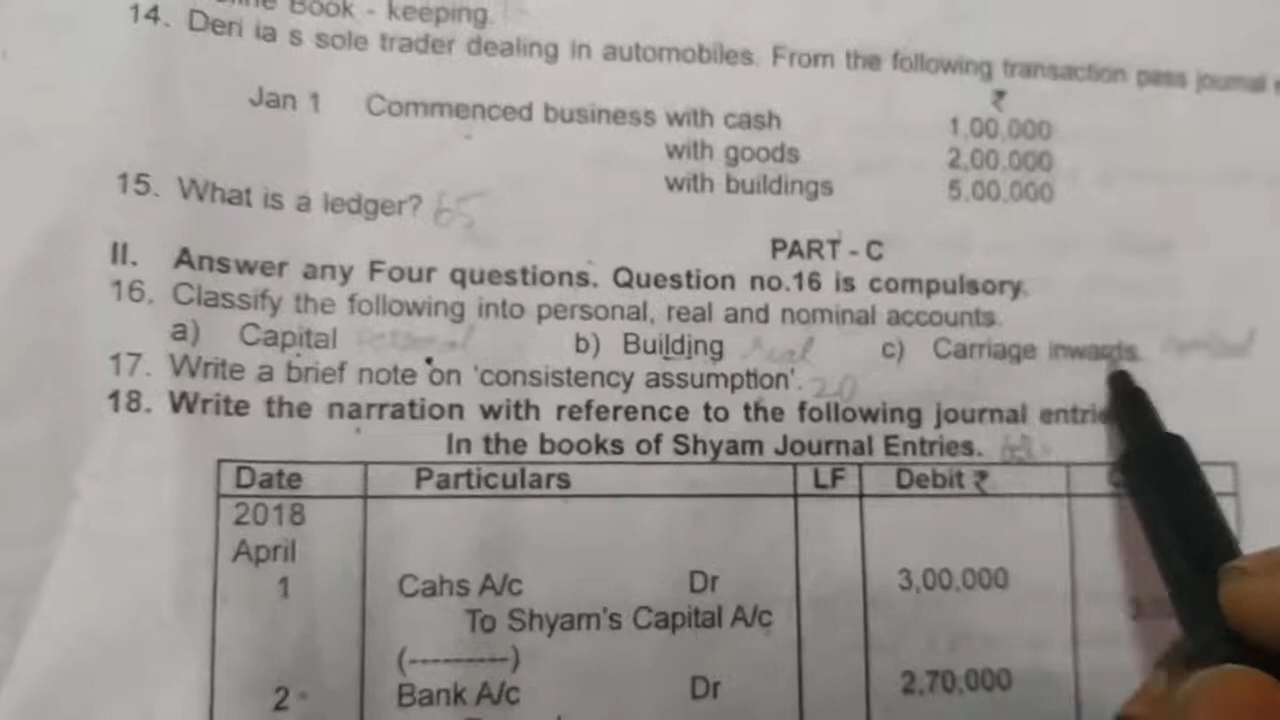 Book - keeping.
14. Deri ia s sole trader dealing in automobiles. From the following transaction pass journal
₹
Jan 1 Commenced business with cash 1,00,000
with goods 2,00,000
with buildings 5,00,000
15. What is a ledger? 65
PART - C
II. Answer any Four questions. Question no.16 is compulsory.
16. Classify the following into personal, real and nominal accounts.
a) Capital personal b) Building real c) Carriage inwards
17. Write a brief note on 'consistency assumption'. 20
18. Write the narration with reference to the following journal entrie
In the books of Shyam Journal Entries.
Date Particulars LF Debit ₹
2018
April
1 Cahs A/c Dr 3,00,000
To Shyam's Capital A/c
(---------)
2 Bank A/c Dr 2,70,000